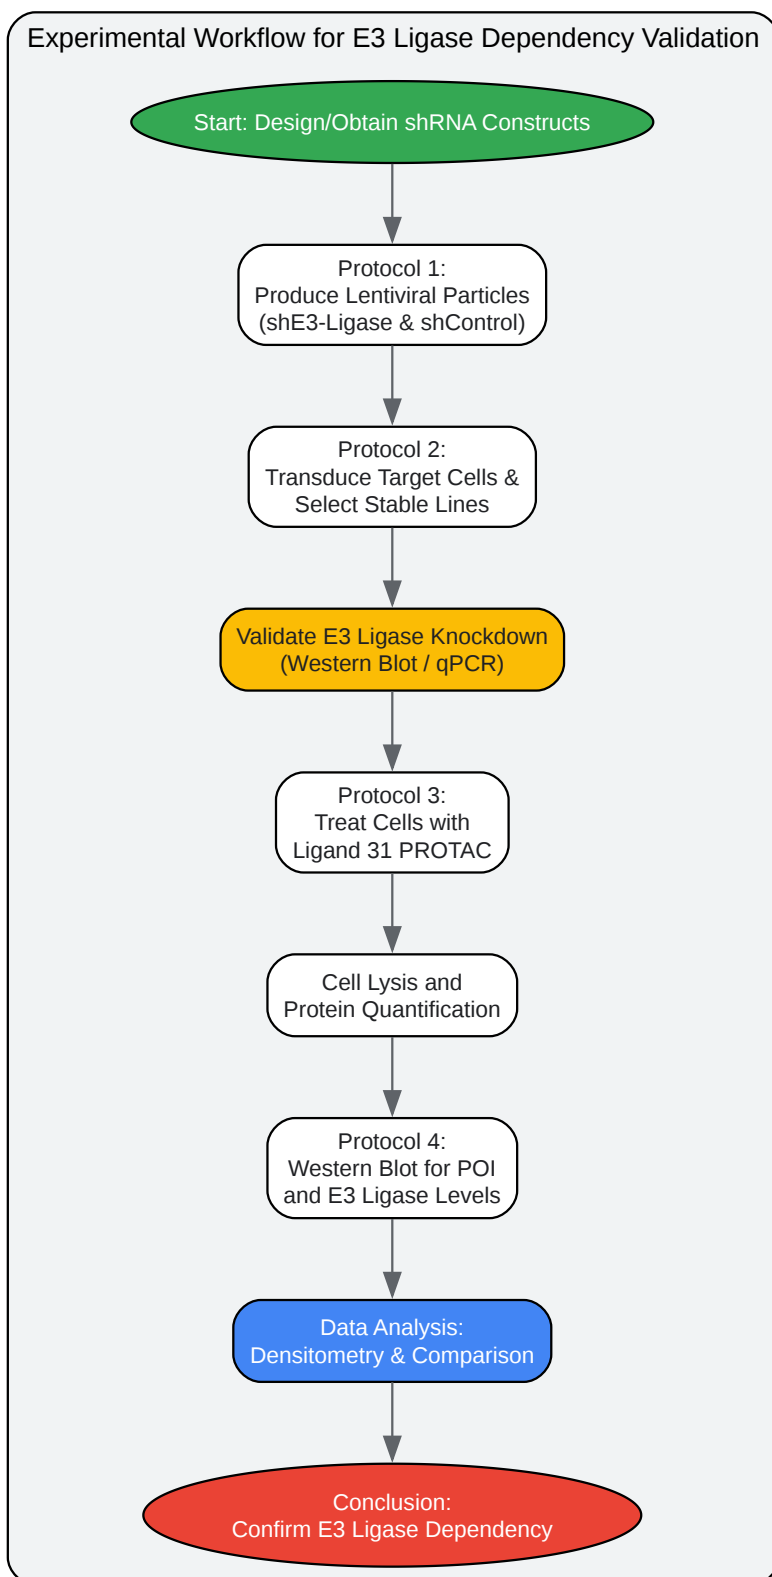 Experimental Workflow for E3 Ligase Dependency Validation
Start: Design/Obtain shRNA Constructs
Protocol 1:
Produce Lentiviral Particles
(shE3-Ligase & shControl)
Protocol 2:
Transduce Target Cells &
Select Stable Lines
Validate E3 Ligase Knockdown
(Western Blot / qPCR)
Protocol 3:
Treat Cells with
Ligand 31 PROTAC
Cell Lysis and
Protein Quantification
Protocol 4:
Western Blot for POI
and E3 Ligase Levels
Data Analysis:
Densitometry & Comparison
Conclusion:
Confirm E3 Ligase Dependency